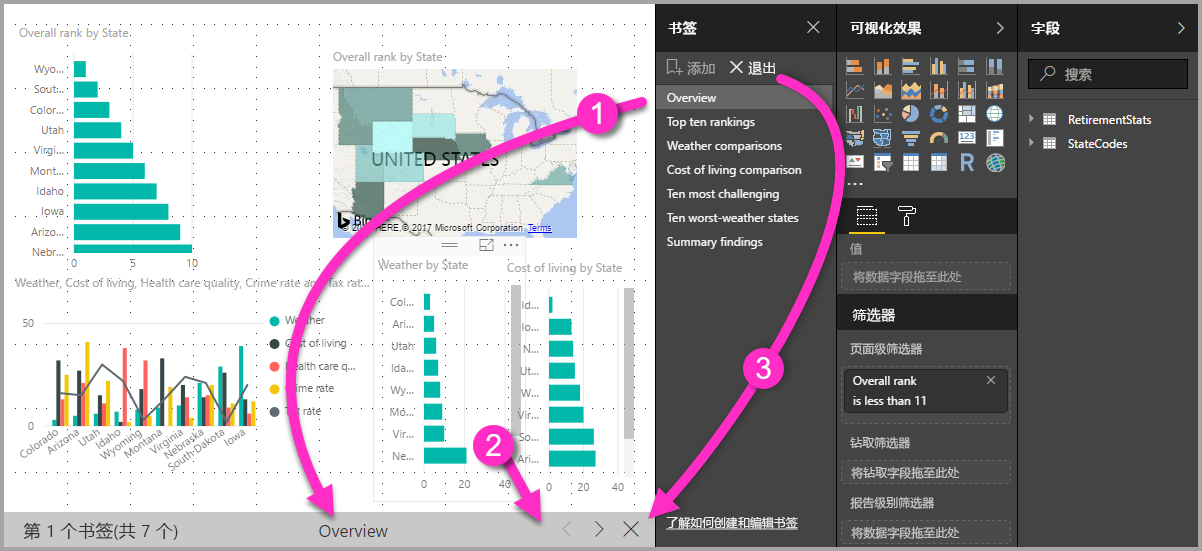 Overall rank by State
Wyo...
Sout...
Color...
Utah
Virgi...
Mont...
Idaho
Iowa
Arizo...
Nebr...
0
5
10
Overall rank by State
UNITED STATES
Bing
HERE © 2017 Microsoft Corporation Terms
Weather, Cost of living, Health care quality, Crime rate and Tax rat...
50
0
Colorado
Arizona
Utah
Idaho
Wyoming
Montana
Virginia
Nebraska
South Dakota
Iowa
Weather
Cost of living
Health care q...
Crime rate
Tax rate
Weather by State
Col...
Ari...
Utah
Ida...
Wy...
Mo...
Vir...
Ne...
0
20
40
Cost of living by State
Id...
Io...
N...
Ut...
W...
Vir...
So...
Ari...
0
20
40
1
2
3
第 1 个书签(共 7 个)
Overview
书签
添加
退出
Overview
Top ten rankings
Weather comparisons
Cost of living comparison
Ten most challenging
Ten worst-weather states
Summary findings
了解如何创建和编辑书签
可视化效果
123
R
值
将数据字段拖至此处
筛选器
页面级筛选器
Overall rank
is less than 11
钻取筛选器
将钻取字段拖至此处
报告级别筛选器
将数据字段拖至此处
字段
搜索
RetirementStats
StateCodes